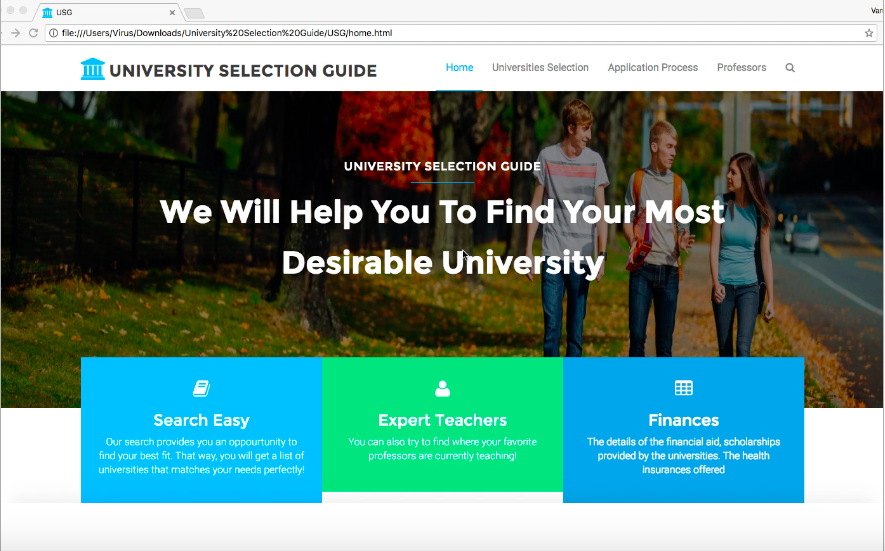 USG
Var
file:///Users/Virus/Downloads/University%20Selection%20Guide/USG/home.html
UNIVERSITY SELECTION GUIDE
Home Universities Selection Application Process Professors
UNIVERSITY SELECTION GUIDE
We Will Help You To Find Your Most
Desirable University
Search Easy
Our search provides you an oppourtunity to
find your best fit. That way, you will get a list of
universities that matches your needs perfectly!
Expert Teachers
You can also try to find where your favorite
professors are currently teaching!
Finances
The details of the financial aid, scholarships
provided by the universities. The health
insurances offered